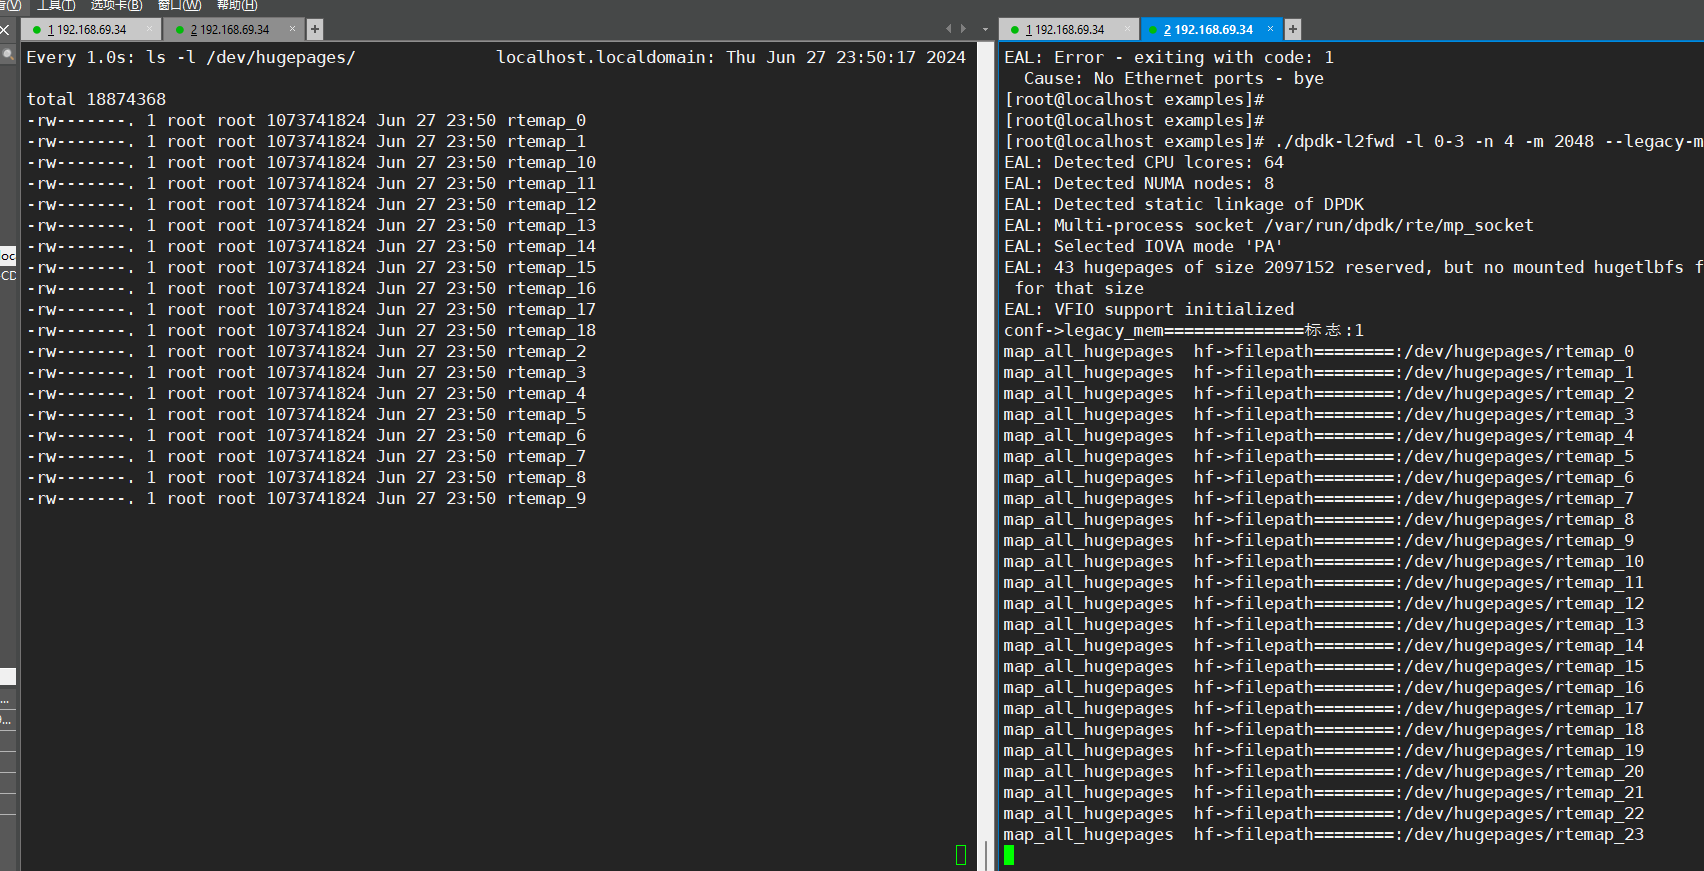 看(V) 工具(T) 选项卡(B) 窗口(W) 帮助(H)
1 192.168.69.34 × 2 192.168.69.34 × +
Every 1.0s: ls -l /dev/hugepages/ localhost.localdomain: Thu Jun 27 23:50:17 2024
total 18874368
-rw-------. 1 root root 1073741824 Jun 27 23:50 rtemap_0
-rw-------. 1 root root 1073741824 Jun 27 23:50 rtemap_1
-rw-------. 1 root root 1073741824 Jun 27 23:50 rtemap_10
-rw-------. 1 root root 1073741824 Jun 27 23:50 rtemap_11
-rw-------. 1 root root 1073741824 Jun 27 23:50 rtemap_12
-rw-------. 1 root root 1073741824 Jun 27 23:50 rtemap_13
-rw-------. 1 root root 1073741824 Jun 27 23:50 rtemap_14
-rw-------. 1 root root 1073741824 Jun 27 23:50 rtemap_15
-rw-------. 1 root root 1073741824 Jun 27 23:50 rtemap_16
-rw-------. 1 root root 1073741824 Jun 27 23:50 rtemap_17
-rw-------. 1 root root 1073741824 Jun 27 23:50 rtemap_18
-rw-------. 1 root root 1073741824 Jun 27 23:50 rtemap_2
-rw-------. 1 root root 1073741824 Jun 27 23:50 rtemap_3
-rw-------. 1 root root 1073741824 Jun 27 23:50 rtemap_4
-rw-------. 1 root root 1073741824 Jun 27 23:50 rtemap_5
-rw-------. 1 root root 1073741824 Jun 27 23:50 rtemap_6
-rw-------. 1 root root 1073741824 Jun 27 23:50 rtemap_7
-rw-------. 1 root root 1073741824 Jun 27 23:50 rtemap_8
-rw-------. 1 root root 1073741824 Jun 27 23:50 rtemap_9
1 192.168.69.34 × 2 192.168.69.34 × +
EAL: Error - exiting with code: 1
  Cause: No Ethernet ports - bye
[root@localhost examples]#
[root@localhost examples]#
[root@localhost examples]# ./dpdk-l2fwd -l 0-3 -n 4 -m 2048 --legacy-m
EAL: Detected CPU lcores: 64
EAL: Detected NUMA nodes: 8
EAL: Detected static linkage of DPDK
EAL: Multi-process socket /var/run/dpdk/rte/mp_socket
EAL: Selected IOVA mode 'PA'
EAL: 43 hugepages of size 2097152 reserved, but no mounted hugetlbfs f
 for that size
EAL: VFIO support initialized
conf->legacy_mem==============标志:1
map_all_hugepages  hf->filepath========:/dev/hugepages/rtemap_0
map_all_hugepages  hf->filepath========:/dev/hugepages/rtemap_1
map_all_hugepages  hf->filepath========:/dev/hugepages/rtemap_2
map_all_hugepages  hf->filepath========:/dev/hugepages/rtemap_3
map_all_hugepages  hf->filepath========:/dev/hugepages/rtemap_4
map_all_hugepages  hf->filepath========:/dev/hugepages/rtemap_5
map_all_hugepages  hf->filepath========:/dev/hugepages/rtemap_6
map_all_hugepages  hf->filepath========:/dev/hugepages/rtemap_7
map_all_hugepages  hf->filepath========:/dev/hugepages/rtemap_8
map_all_hugepages  hf->filepath========:/dev/hugepages/rtemap_9
map_all_hugepages  hf->filepath========:/dev/hugepages/rtemap_10
map_all_hugepages  hf->filepath========:/dev/hugepages/rtemap_11
map_all_hugepages  hf->filepath========:/dev/hugepages/rtemap_12
map_all_hugepages  hf->filepath========:/dev/hugepages/rtemap_13
map_all_hugepages  hf->filepath========:/dev/hugepages/rtemap_14
map_all_hugepages  hf->filepath========:/dev/hugepages/rtemap_15
map_all_hugepages  hf->filepath========:/dev/hugepages/rtemap_16
map_all_hugepages  hf->filepath========:/dev/hugepages/rtemap_17
map_all_hugepages  hf->filepath========:/dev/hugepages/rtemap_18
map_all_hugepages  hf->filepath========:/dev/hugepages/rtemap_19
map_all_hugepages  hf->filepath========:/dev/hugepages/rtemap_20
map_all_hugepages  hf->filepath========:/dev/hugepages/rtemap_21
map_all_hugepages  hf->filepath========:/dev/hugepages/rtemap_22
map_all_hugepages  hf->filepath========:/dev/hugepages/rtemap_23